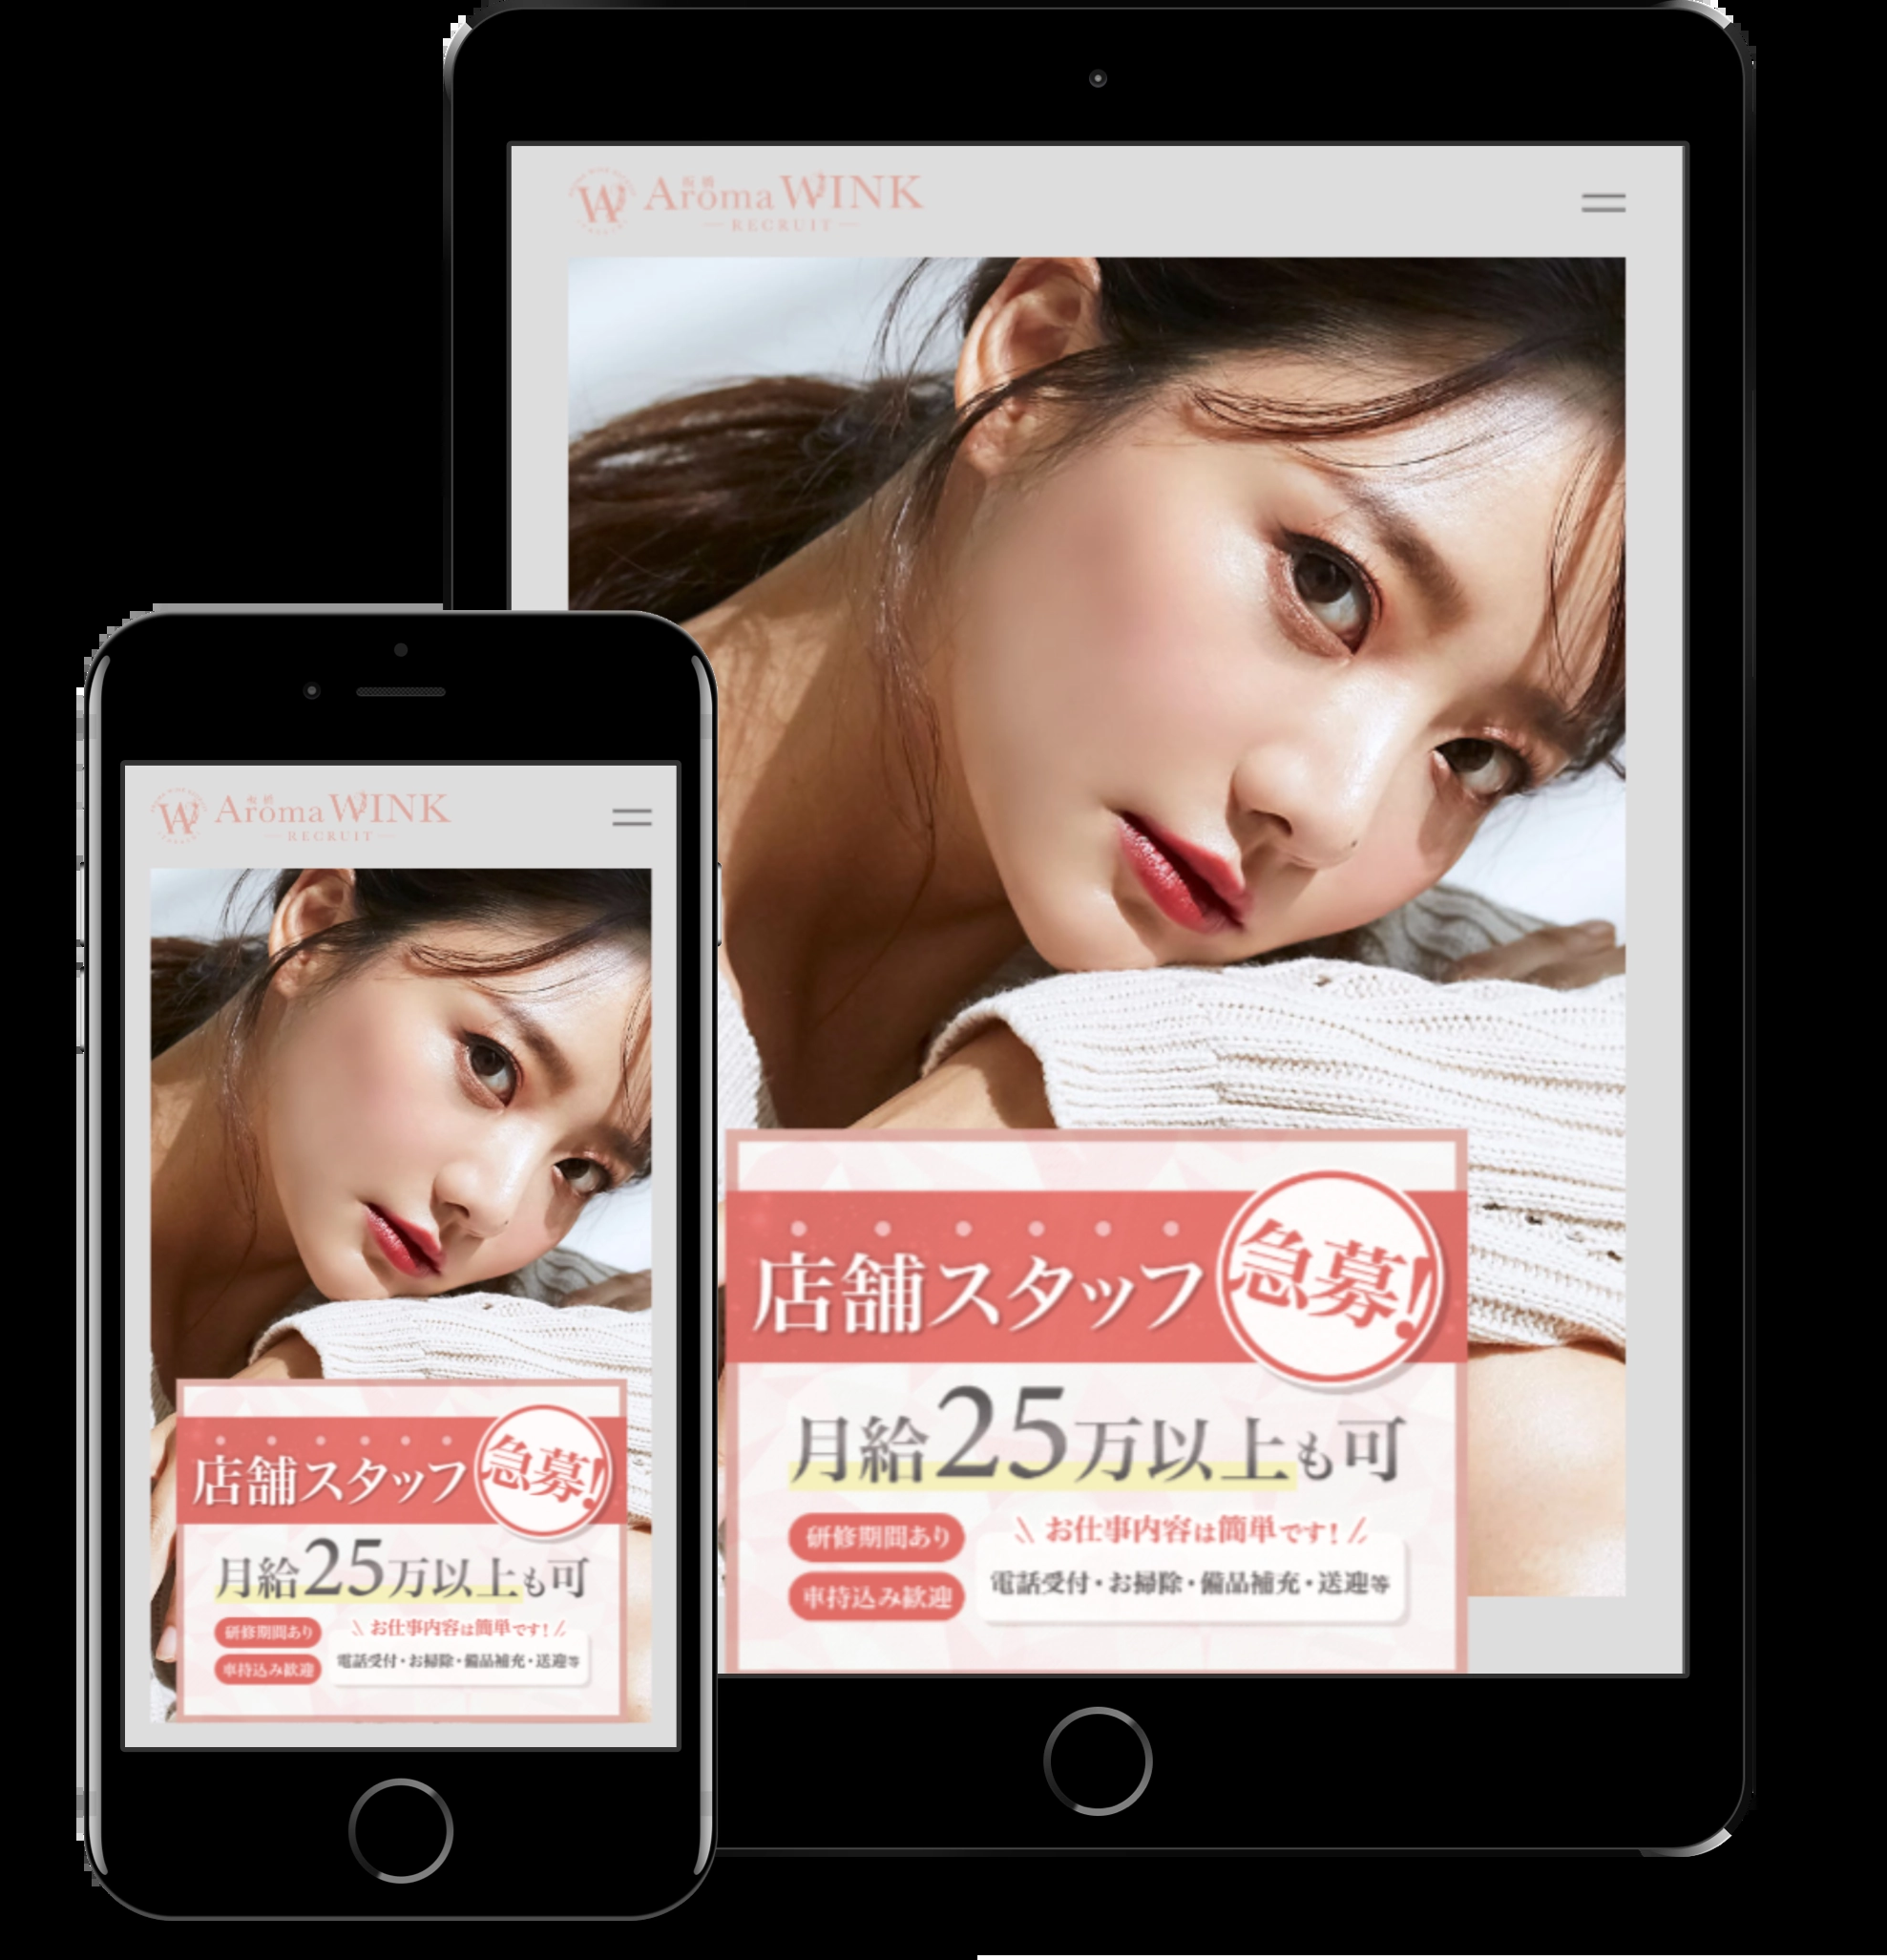 Aroma WINK
RECRUIT
店舗スタッフ
急募!
月給25万以上も可
研修期間あり
車持込み歓迎
\ お仕事内容は簡単です! /
電話受付・お掃除・備品補充・送迎等
Aroma WINK
RECRUIT
店舗スタッフ
急募!
月給25万以上も可
研修期間あり
車持込み歓迎
\ お仕事内容は簡単です! /
電話受付・お掃除・備品補充・送迎等